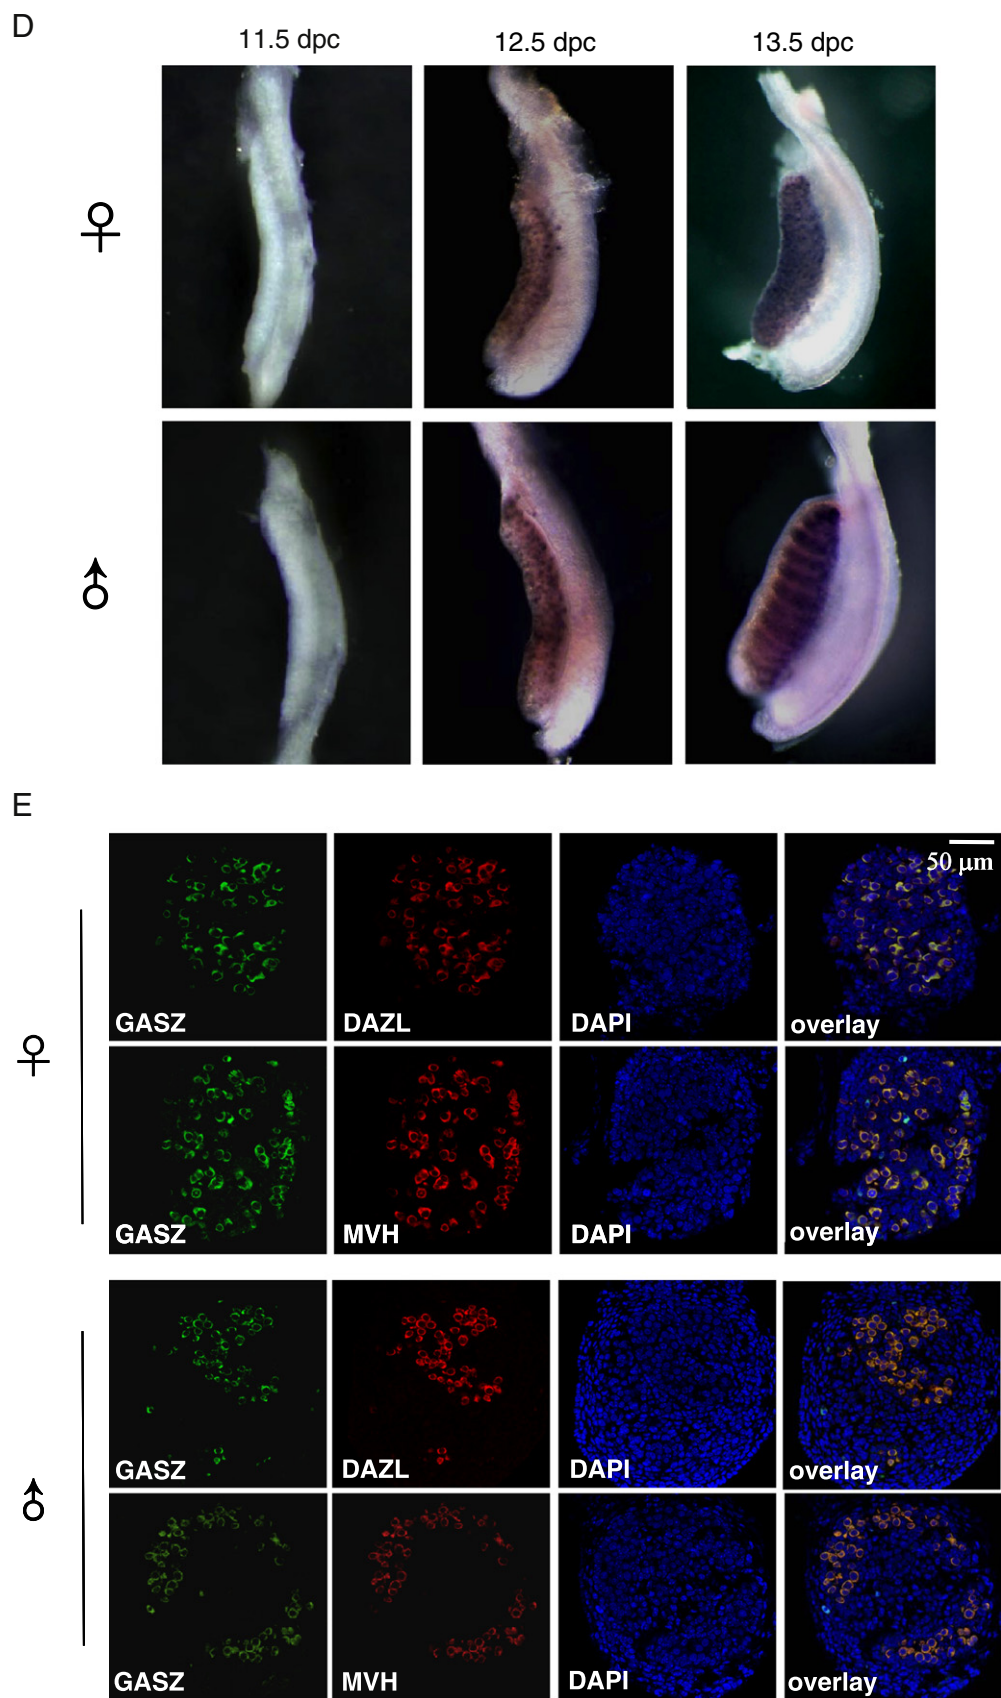 D
11.5 dpc 12.5 dpc 13.5 dpc
♀
♂
E
50 µm
♀
GASZ DAZL DAPI overlay
GASZ MVH DAPI overlay
♂
GASZ DAZL DAPI overlay
GASZ MVH DAPI overlay